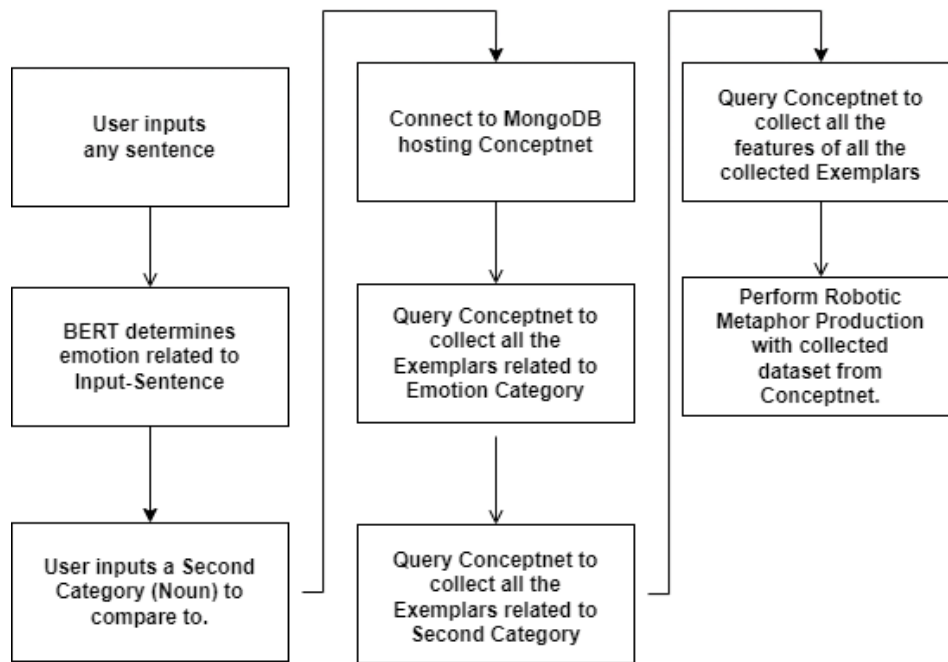 User inputs
any sentence
BERT determines
emotion related to
Input-Sentence
User inputs a Second
Category (Noun) to
compare to.
Connect to MongoDB
hosting Conceptnet
Query Conceptnet to
collect all the
Exemplars related to
Emotion Category
Query Conceptnet to
collect all the
Exemplars related to
Second Category
Query Conceptnet to
collect all the
features of all the
collected Exemplars
Perform Robotic
Metaphor Production
with collected
dataset from
Conceptnet.